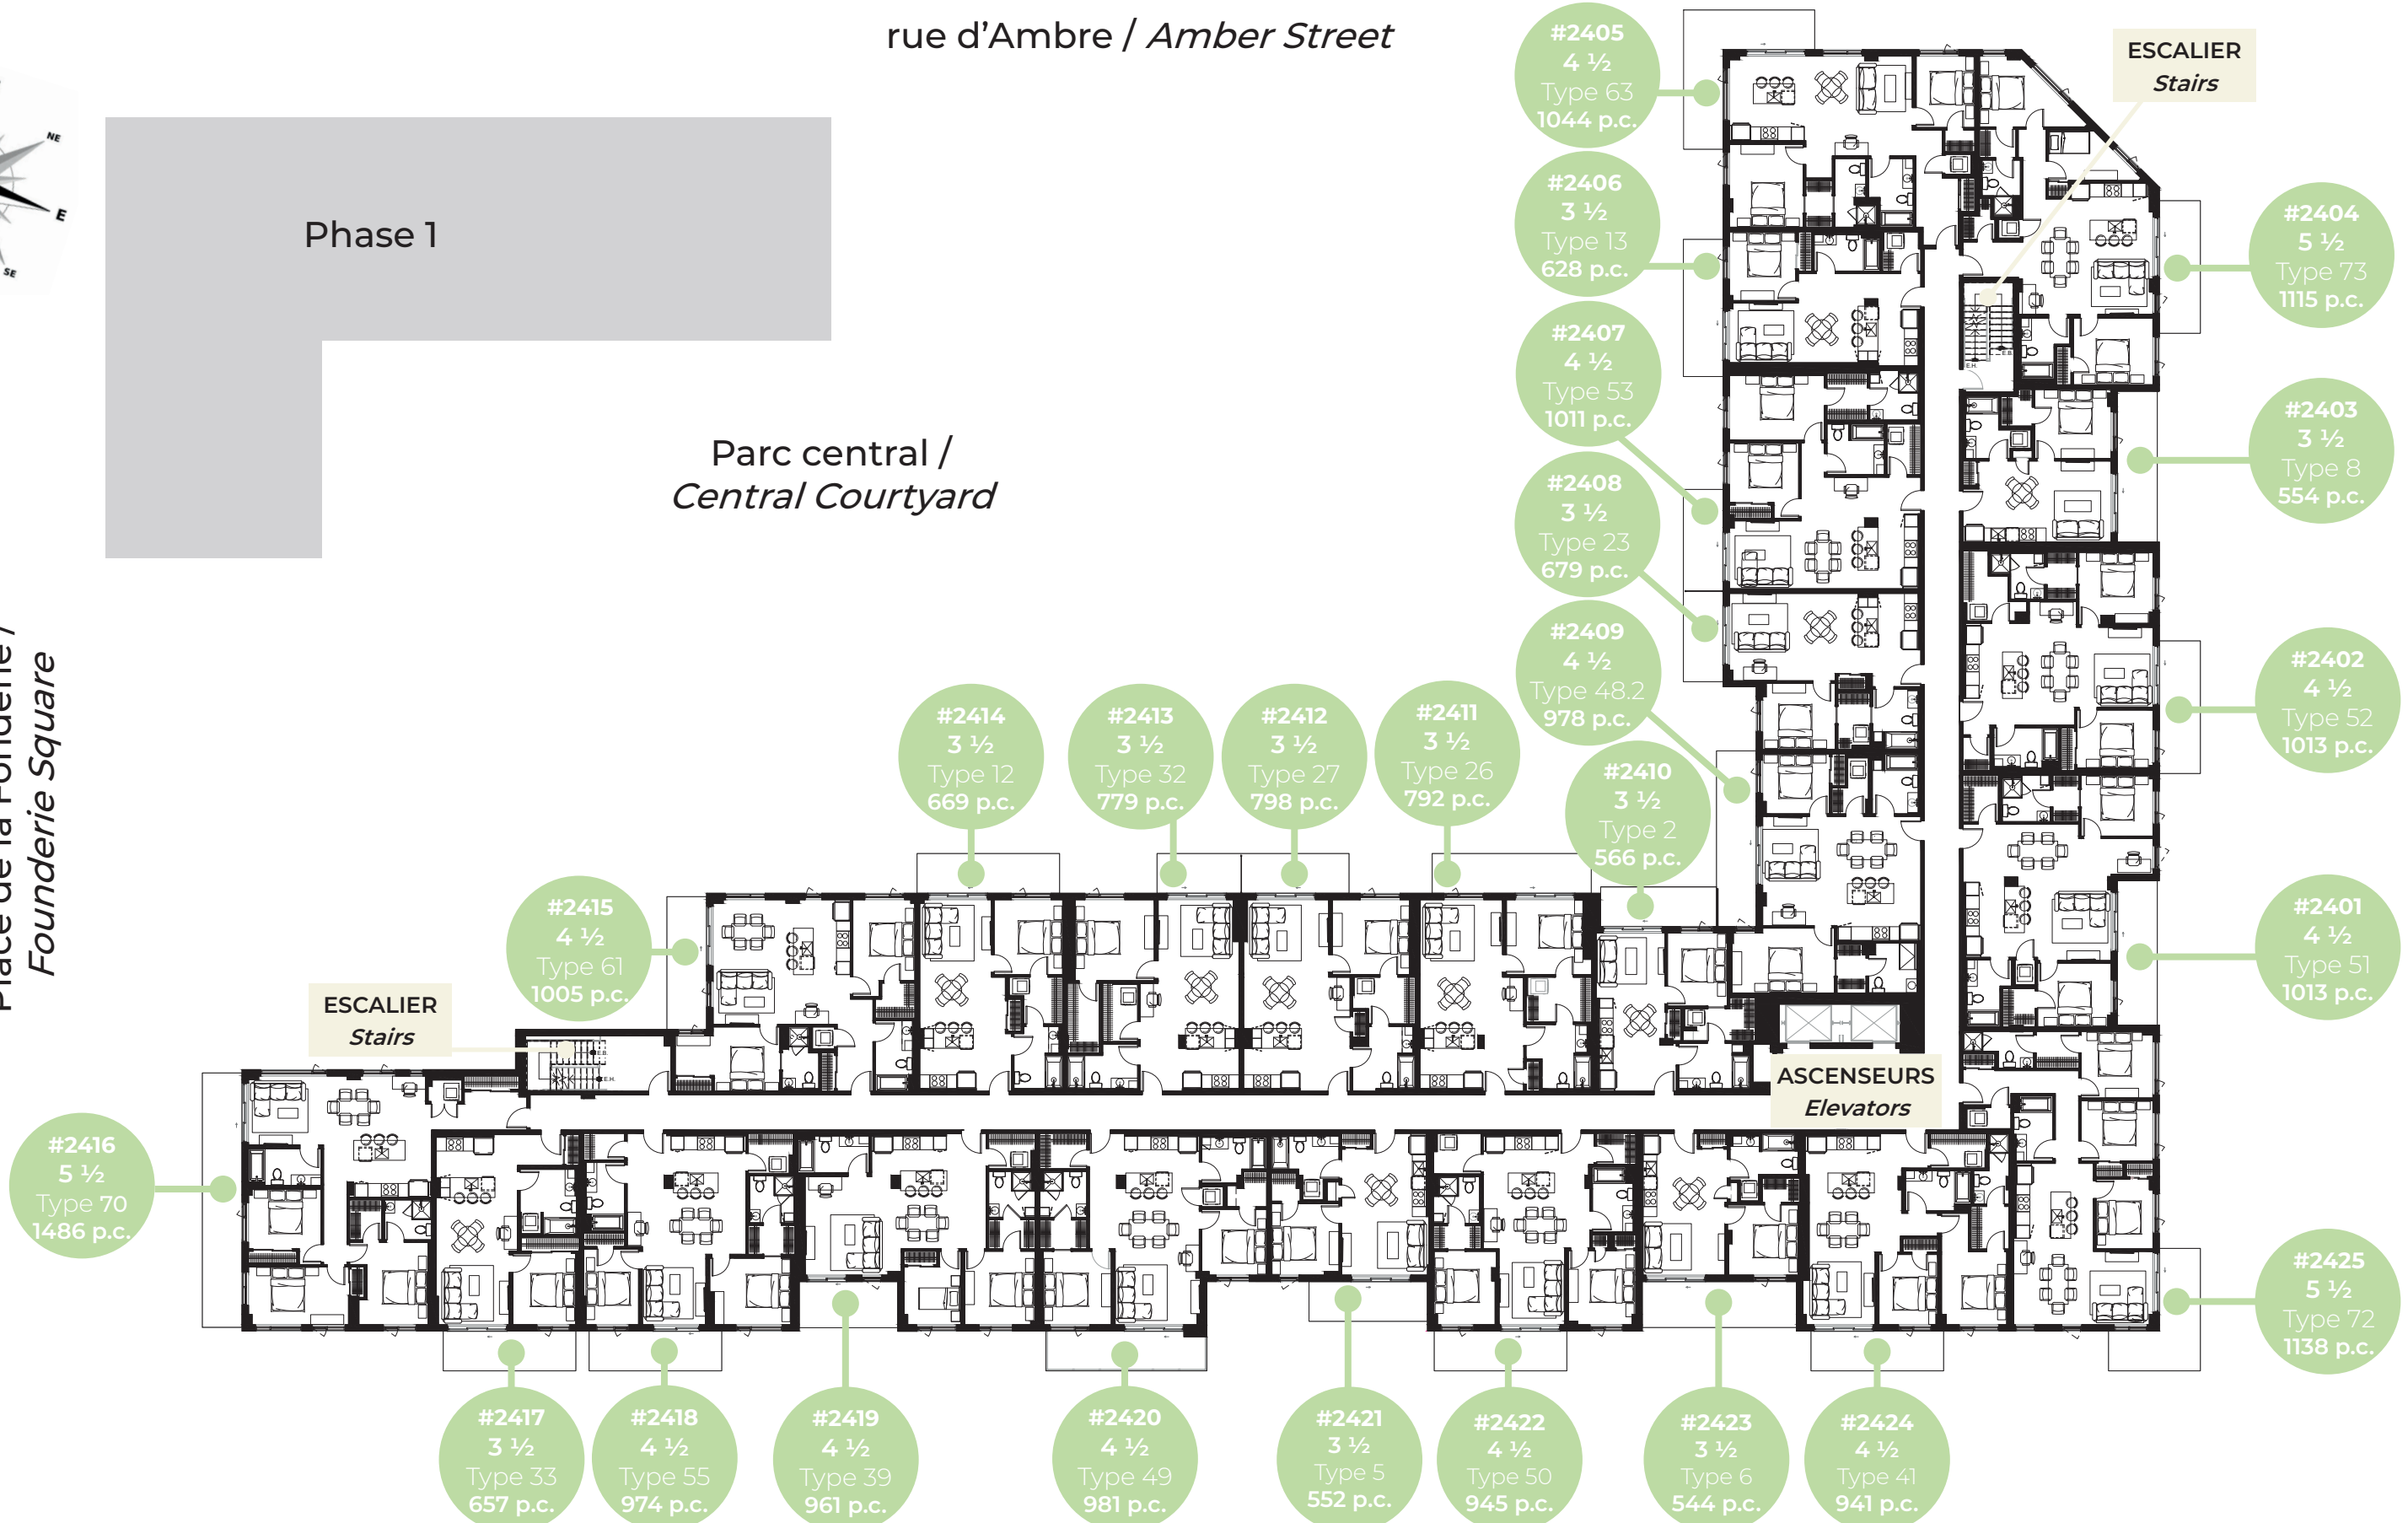 rue d'Ambre / Amber Street
NE
E
SE
Phase 1
Parc central /
Central Courtyard
Place de la Fonderie /
Founderie Square
ESCALIER
Stairs
#2405
4 ½
Type 63
1044 p.c.
#2406
3 ½
Type 13
628 p.c.
#2407
4 ½
Type 53
1011 p.c.
#2408
3 ½
Type 23
679 p.c.
#2409
4 ½
Type 48.2
978 p.c.
#2410
3 ½
Type 2
566 p.c.
#2404
5 ½
Type 73
1115 p.c.
#2403
3 ½
Type 8
554 p.c.
#2402
4 ½
Type 52
1013 p.c.
#2401
4 ½
Type 51
1013 p.c.
#2414
3 ½
Type 12
669 p.c.
#2413
3 ½
Type 32
779 p.c.
#2412
3 ½
Type 27
798 p.c.
#2411
3 ½
Type 26
792 p.c.
#2415
4 ½
Type 61
1005 p.c.
ESCALIER
Stairs
E.B.
E.H.
E.B.
E.H.
ASCENSEURS
Elevators
#2416
5 ½
Type 70
1486 p.c.
#2425
5 ½
Type 72
1138 p.c.
#2417
3 ½
Type 33
657 p.c.
#2418
4 ½
Type 55
974 p.c.
#2419
4 ½
Type 39
961 p.c.
#2420
4 ½
Type 49
981 p.c.
#2421
3 ½
Type 5
552 p.c.
#2422
4 ½
Type 50
945 p.c.
#2423
3 ½
Type 6
544 p.c.
#2424
4 ½
Type 41
941 p.c.